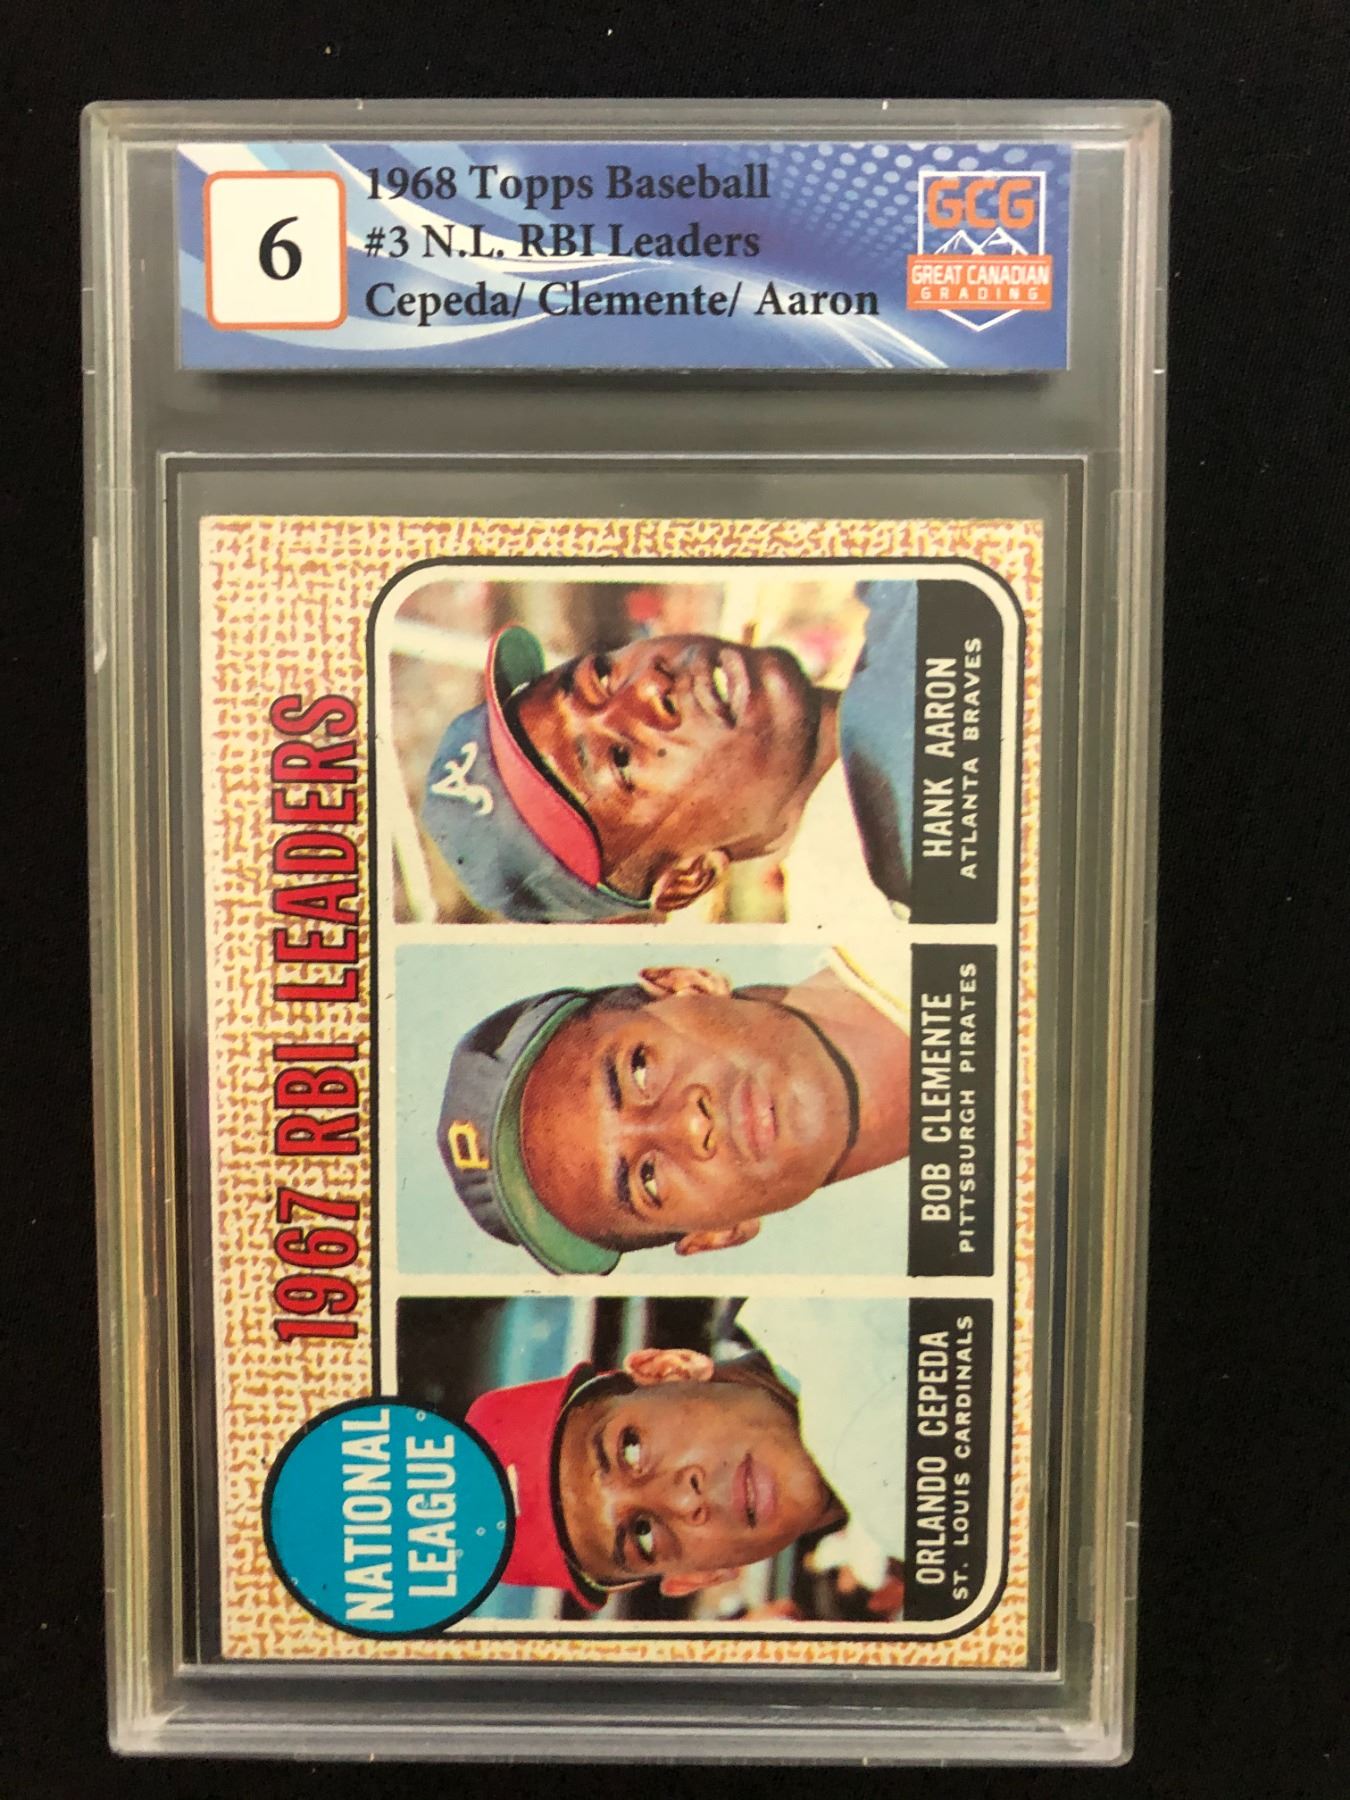 6
1968 Topps Baseball
#3 N.L. RBI Leaders
Cepeda/ Clemente/ Aaron
GCG
GREAT CANADIAN
GRADING
1967 RBI LEADERS
NATIONAL
LEAGUE
ORLANDO CEPEDA
ST. LOUIS CARDINALS
BOB CLEMENTE
PITTSBURGH PIRATES
HANK AARON
ATLANTA BRAVES
P
A